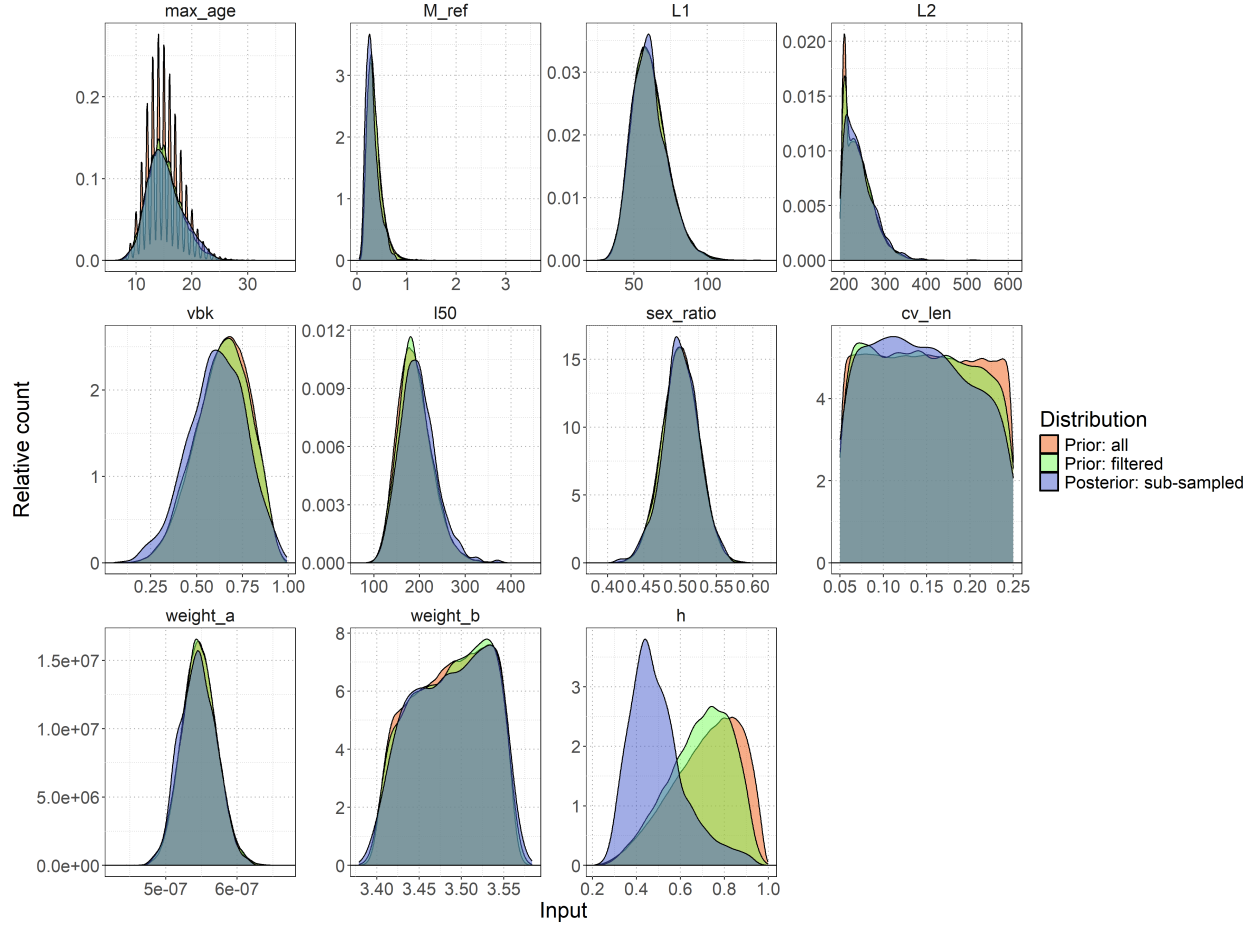 max_age M_ref L1 L2
0.2
0.1
0.0
10 20 30
3
2
1
0
0 1 2 3
0.03
0.02
0.01
0.00
50 100
0.020
0.015
0.010
0.005
0.000
200 300 400 500 600
vbk l50 sex_ratio cv_len
2
1
0
0.25 0.50 0.75 1.00
0.012
0.009
0.006
0.003
0.000
100 200 300 400
15
10
5
0
0.40 0.45 0.50 0.55 0.60
4
2
0
0.05 0.10 0.15 0.20 0.25
weight_a weight_b h
1.5e+07
1.0e+07
5.0e+06
0.0e+00
5e-07 6e-07
8
6
4
2
0
3.40 3.45 3.50 3.55
3
2
1
0
0.2 0.4 0.6 0.8 1.0
Relative count
Input
Distribution
Prior: all
Prior: filtered
Posterior: sub-sampled